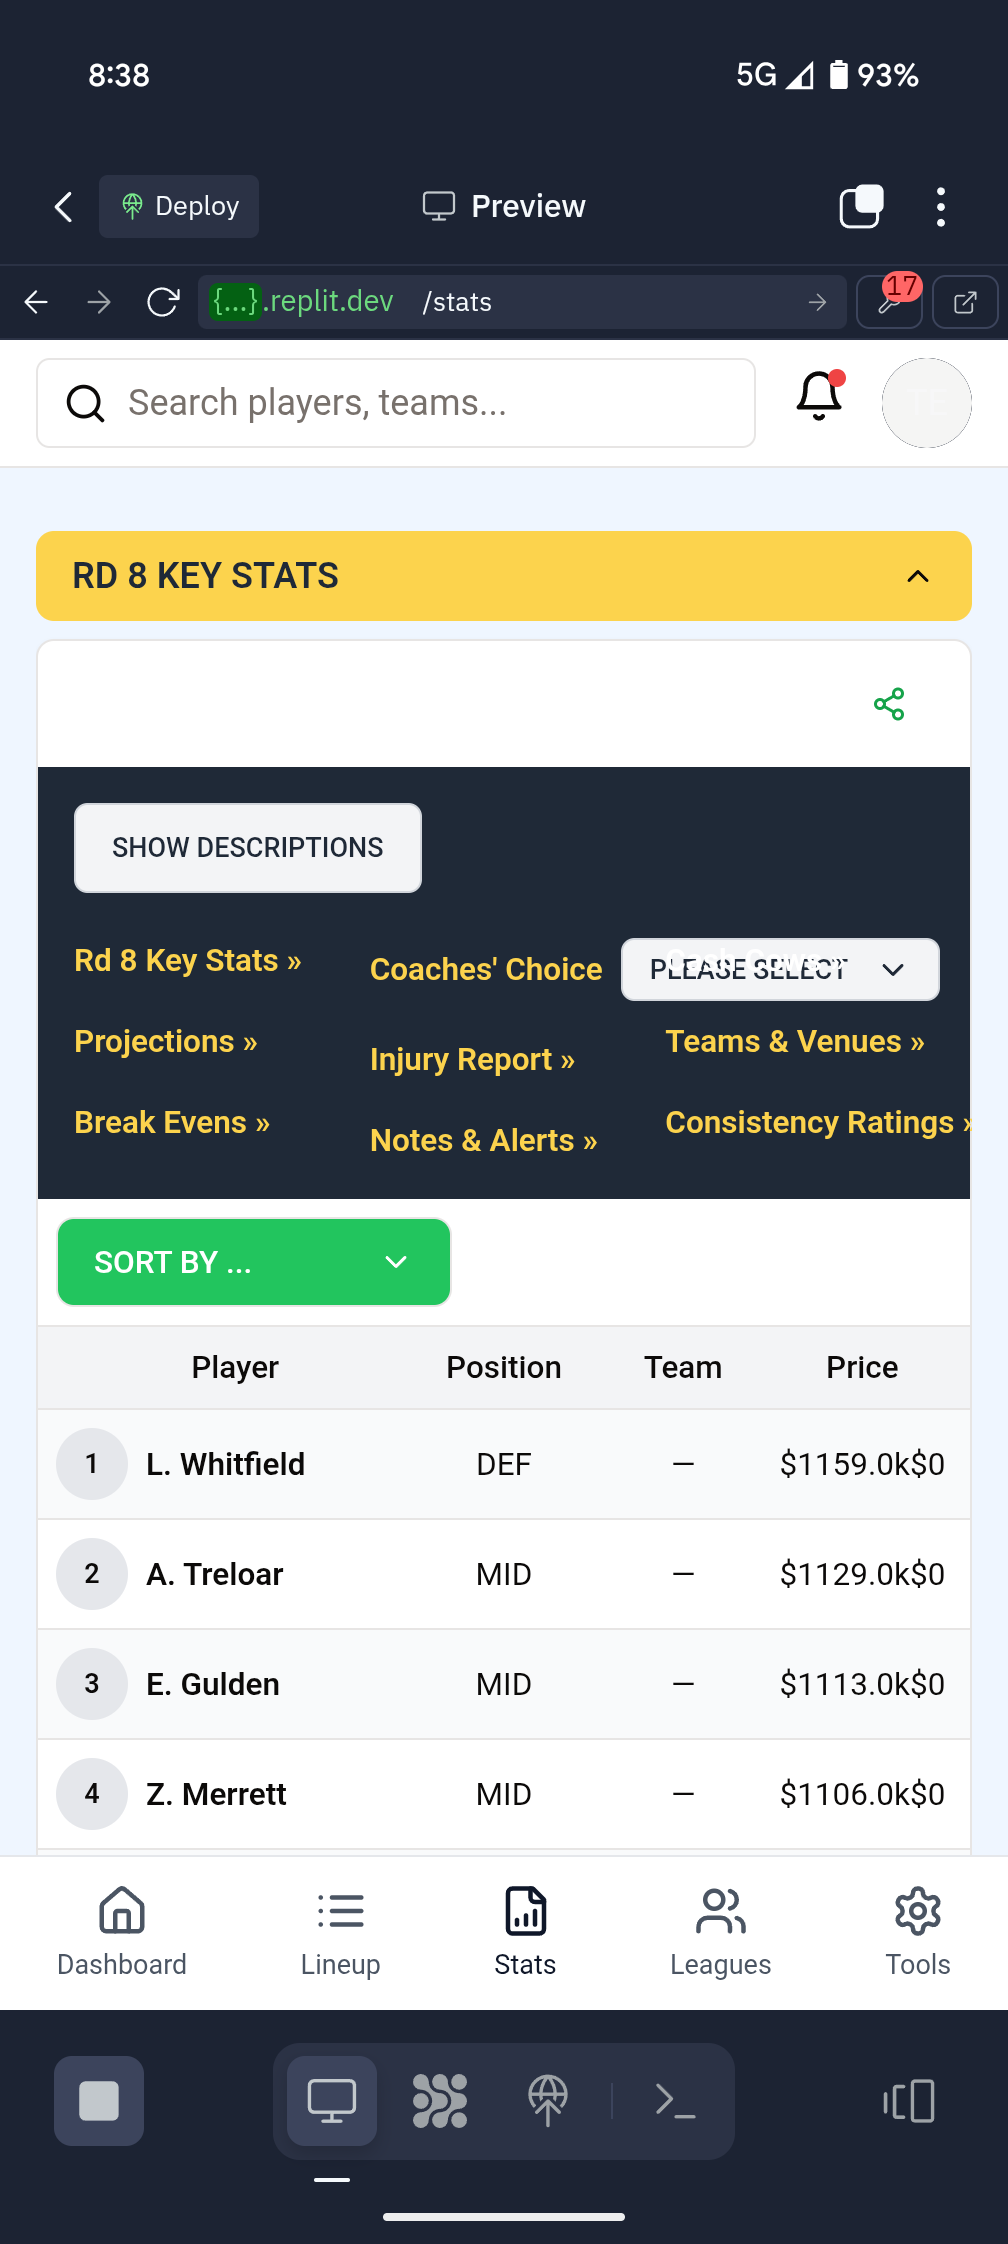 8:38
5G 93%
Deploy
Preview
{...}.replit.dev /stats
17
Search players, teams...
TE
RD 8 KEY STATS
SHOW DESCRIPTIONS
Rd 8 Key Stats »
Coaches' Choice
PLEASE SELECT
Cash Cows »
Projections »
Injury Report »
Teams & Venues »
Break Evens »
Notes & Alerts »
Consistency Ratings »
SORT BY ...
Player Position Team Price
1 L. Whitfield DEF — $1159.0k$0
2 A. Treloar MID — $1129.0k$0
3 E. Gulden MID — $1113.0k$0
4 Z. Merrett MID — $1106.0k$0
Dashboard Lineup Stats Leagues Tools